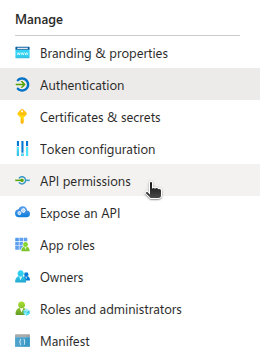 Manage
Branding & properties
Authentication
Certificates & secrets
Token configuration
API permissions
Expose an API
App roles
Owners
Roles and administrators
Manifest